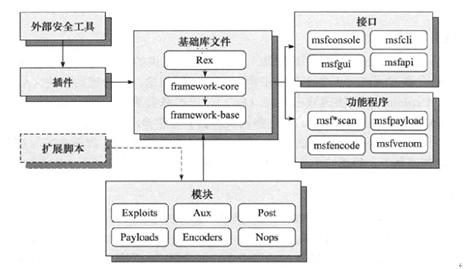 外部安全工具
插件
扩展脚本
基础库文件
Rex
framework-core
framework-base
接口
msfconsole
msfcli
msfgui
msfapi
功能程序
msf*scan
msfpayload
msfencode
msfvenom
模块
Exploits
Aux
Post
Payloads
Encoders
Nops